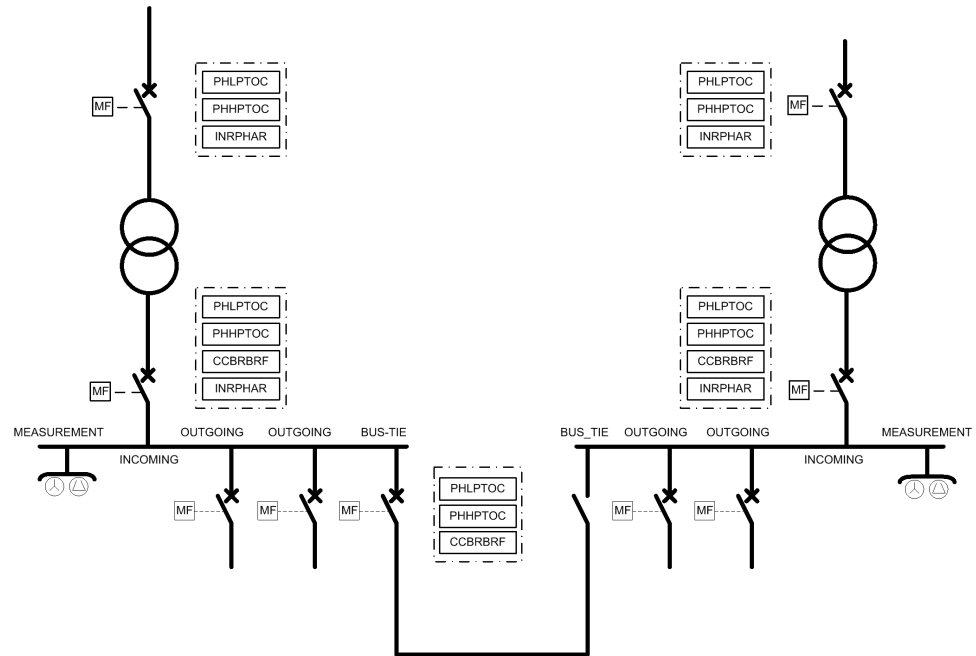 PHLPTOC
PHHPTOC
INRPHAR
MF
PHLPTOC
PHHPTOC
INRPHAR
MF
PHLPTOC
PHHPTOC
CCBRBRF
INRPHAR
MF
PHLPTOC
PHHPTOC
CCBRBRF
INRPHAR
MF
MEASUREMENT
OUTGOING
OUTGOING
BUS-TIE
BUS_TIE
OUTGOING
OUTGOING
MEASUREMENT
INCOMING
INCOMING
MF
MF
MF
PHLPTOC
PHHPTOC
CCBRBRF
MF
MF